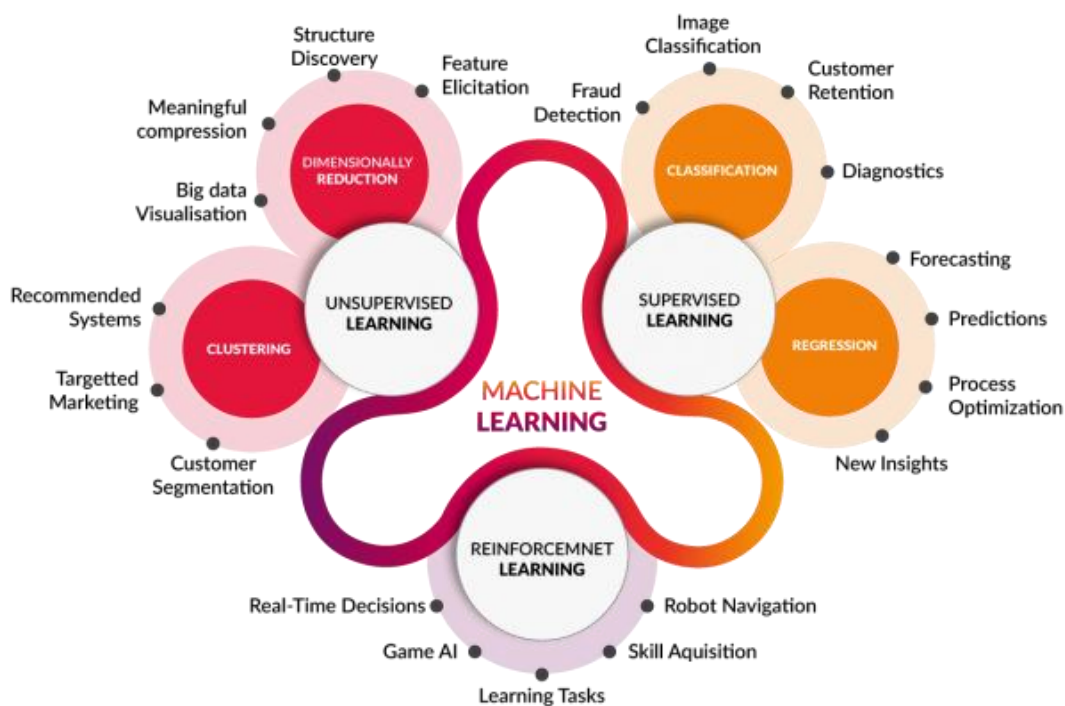 Structure
Discovery
Feature
Elicitation
Meaningful
compression
Big data
Visualisation
DIMENSIONALLY
REDUCTION
UNSUPERVISED
LEARNING
Recommended
Systems
CLUSTERING
Targetted
Marketing
Customer
Segmentation
Image
Classification
Fraud
Detection
Customer
Retention
CLASSIFICATION
Diagnostics
SUPERVISED
LEARNING
Forecasting
Predictions
REGRESSION
Process
Optimization
New Insights
MACHINE
LEARNING
REINFORCEMNET
LEARNING
Real-Time Decisions
Robot Navigation
Game AI
Skill Aquisition
Learning Tasks